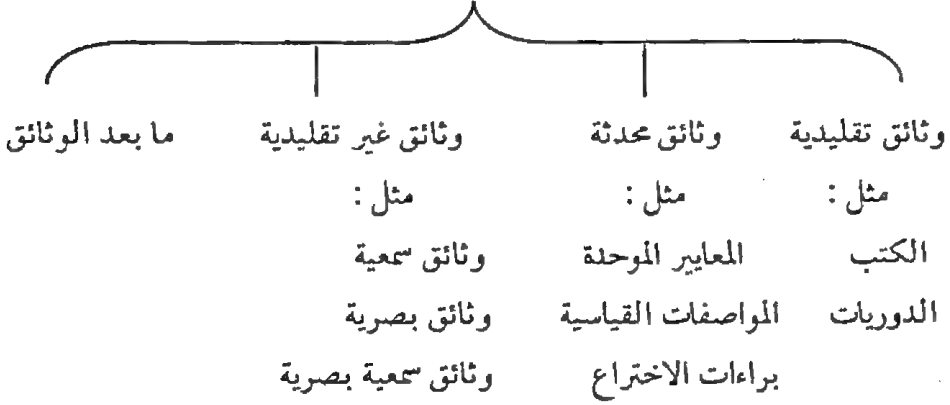 وثائق تقليدية وثائق محدثة وثائق غير تقليدية ما بعد الوثائق
مثل : مثل : مثل :
الكتب المعايير الموحدة وثائق سمعية
الدوريات المواصفات القياسية وثائق بصرية
براءات الاختراع وثائق سمعية بصرية